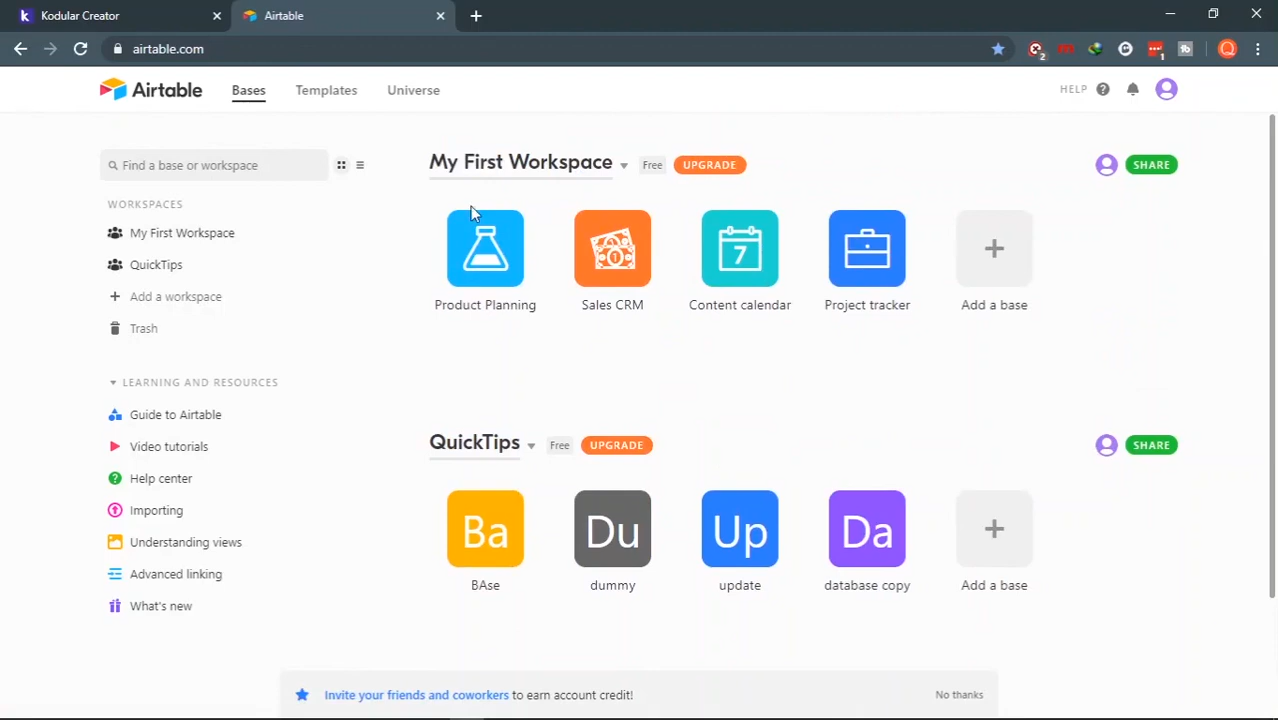 Kodular Creator
Airtable
airtable.com
2
1
Airtable
Bases
Templates
Universe
HELP
Find a base or workspace
WORKSPACES
My First Workspace
QuickTips
Add a workspace
Trash
LEARNING AND RESOURCES
Guide to Airtable
Video tutorials
Help center
Importing
Understanding views
Advanced linking
What's new
My First Workspace
Free
UPGRADE
SHARE
7
Product Planning
Sales CRM
Content calendar
Project tracker
Add a base
QuickTips
Free
UPGRADE
SHARE
Ba
Du
Up
Da
BAse
dummy
update
database copy
Add a base
Invite your friends and coworkers to earn account credit!
No thanks